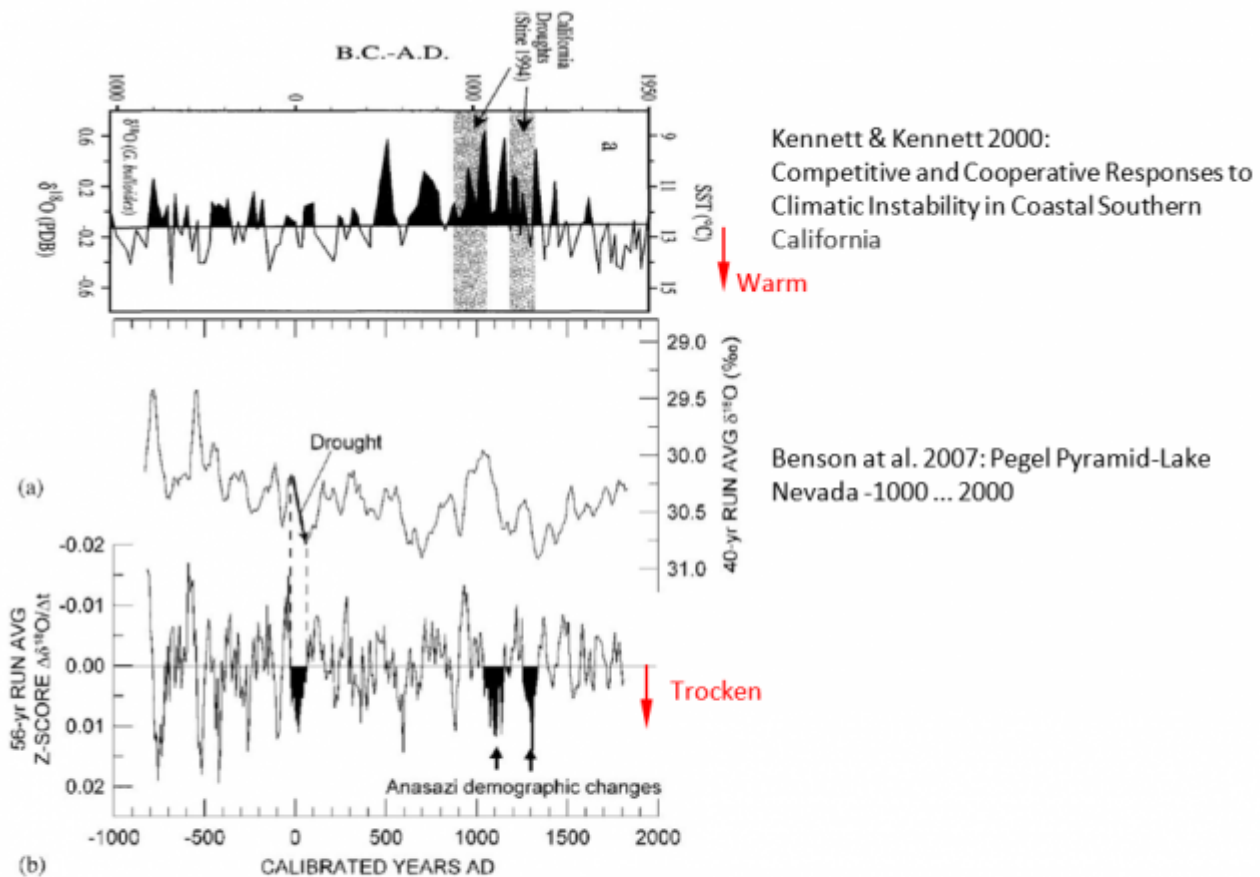 California
Droughts
(Stine 1994)
B.C.-A.D.
1000
0
1000
1950
δ¹⁸O (PDB)
0.6
0.2
-0.2
-0.6
δ¹⁸O (G. bulloides)
a
9
11
13
15
SST (°C)
Kennett & Kennett 2000:
Competitive and Cooperative Responses to
Climatic Instability in Coastal Southern
California
Warm
(a)
Drought
29.0
29.5
30.0
30.5
31.0
40-yr RUN AVG δ¹⁸O (‰)
Benson at al. 2007: Pegel Pyramid-Lake
Nevada -1000 ... 2000
56-yr RUN AVG
Z-SCORE Δδ¹⁸O/Δt
-0.02
-0.01
0.00
0.01
0.02
Trocken
Anasazi demographic changes
-1000
-500
0
500
1000
1500
2000
(b)
CALIBRATED YEARS AD